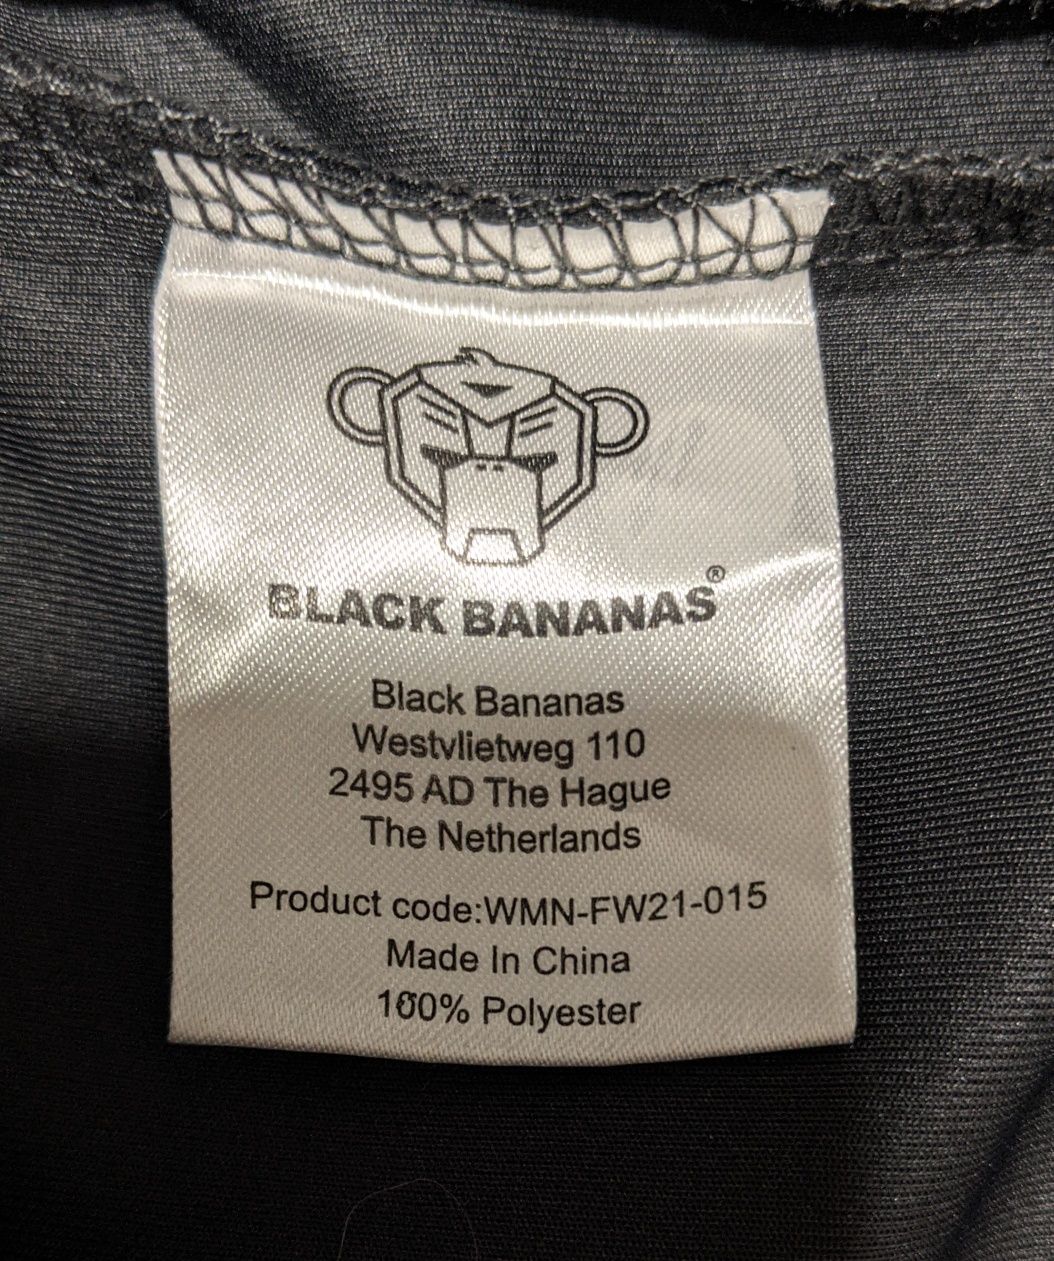 BLACK BANANAS®
Black Bananas
Westvlietweg 110
2495 AD The Hague
The Netherlands
Product code:WMN-FW21-015
Made In China
100% Polyester